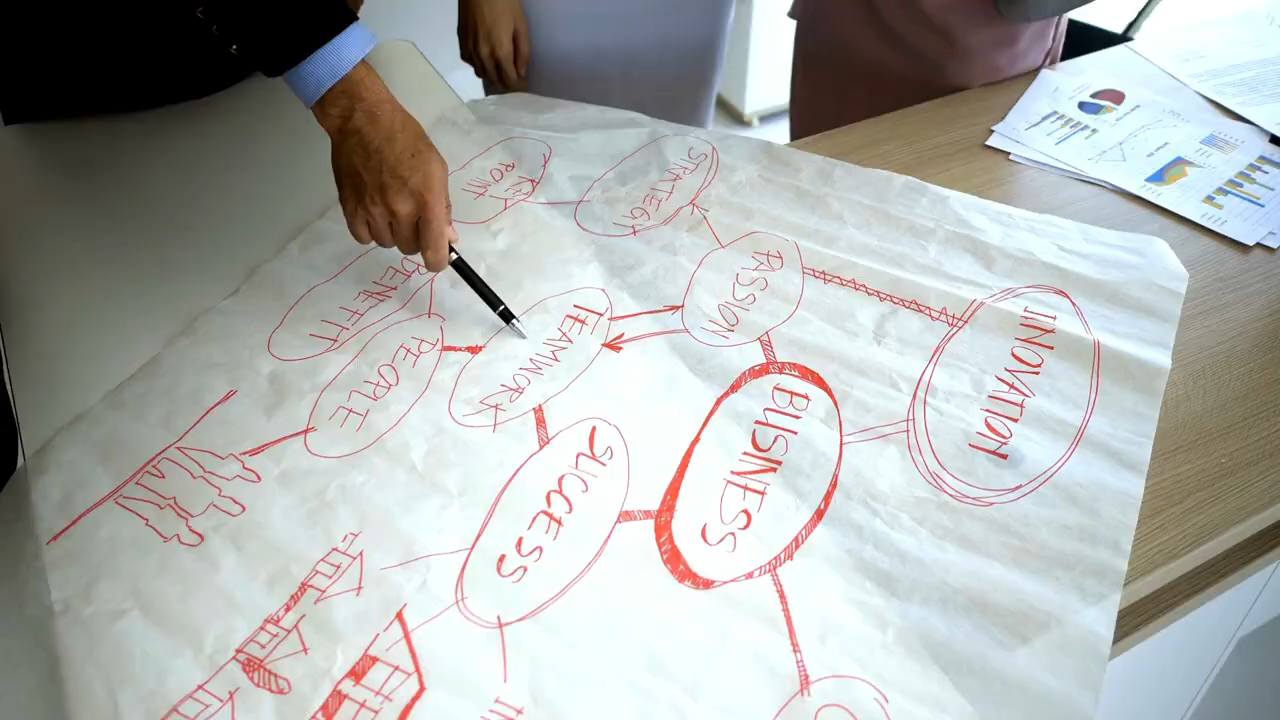 KEY
POINT
STRATEGY
BENEFIT
PASSION
TEAMWORK
PEOPLE
INNOVATION
BUSINESS
SUCCESS